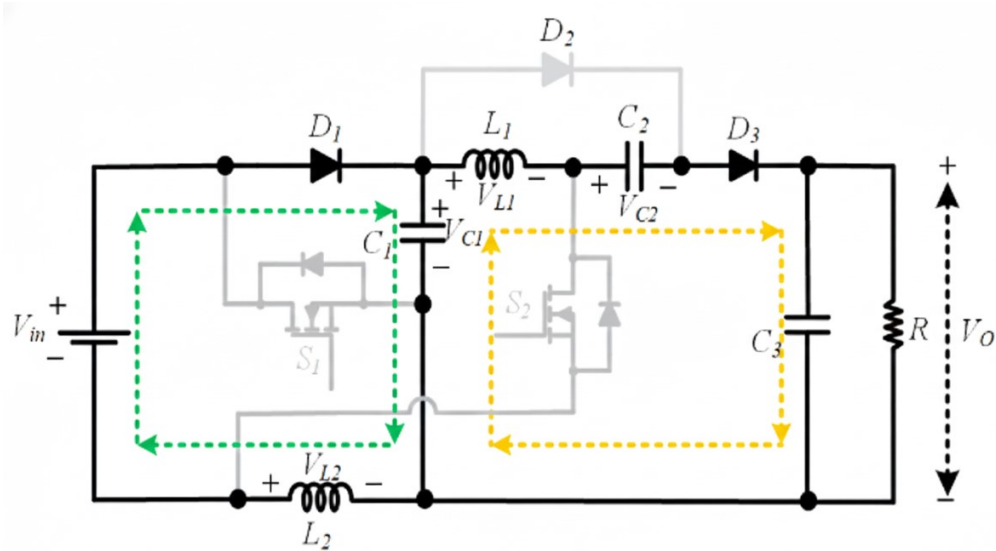 D2
D1
L1
C2
D3
+
VL1
-
+
VC2
-
+
C1
VC1
-
+
Vin
-
S1
S2
C3
R
+
VO
-
+
VL2
-
L2